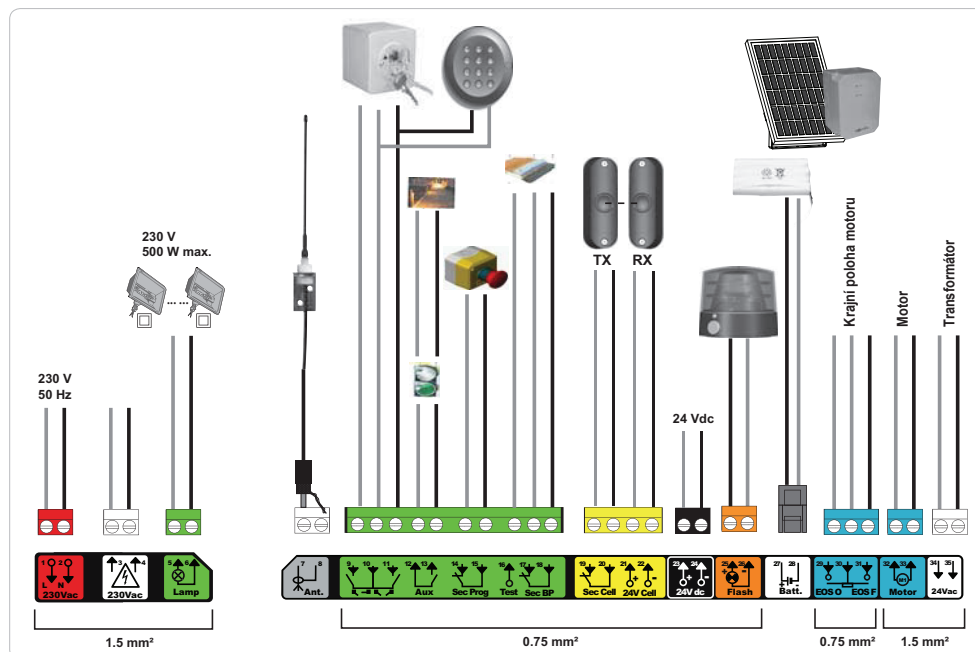 230 V
500 W max.
... ...
230 V
50 Hz
TX RX
24 Vdc
Krajní poloha motoru
Motor
Transformátor
1 2 L N 230Vac
3 4 230Vac
5 6 Lamp
7 8 Ant.
9 10 11
12 13 Aux
14 15 Sec Prog
16 Test
17 18 Sec BP
19 20 Sec Cell
21 22 + - 24V Cell
23 24 + - 24V dc
25 26 + - Flash
27 28 Batt.
29 30 31 EOS O EOS F
32 33 M1 Motor
34 35 24Vac
1.5 mm²
0.75 mm²
0.75 mm²
1.5 mm²